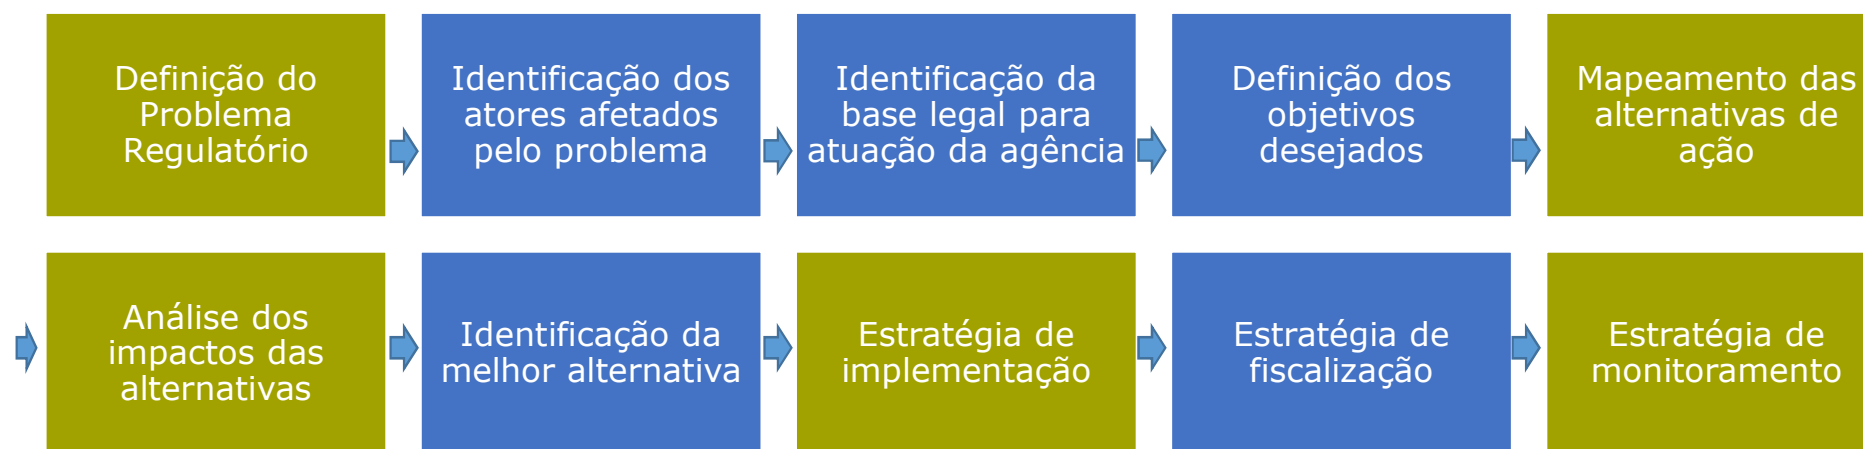 Definição do
Problema
Regulatório
Identificação dos
atores afetados
pelo problema
Identificação da
base legal para
atuação da agência
Definição dos
objetivos
desejados
Mapeamento das
alternativas de
ação
Análise dos
impactos das
alternativas
Identificação da
melhor alternativa
Estratégia de
implementação
Estratégia de
fiscalização
Estratégia de
monitoramento